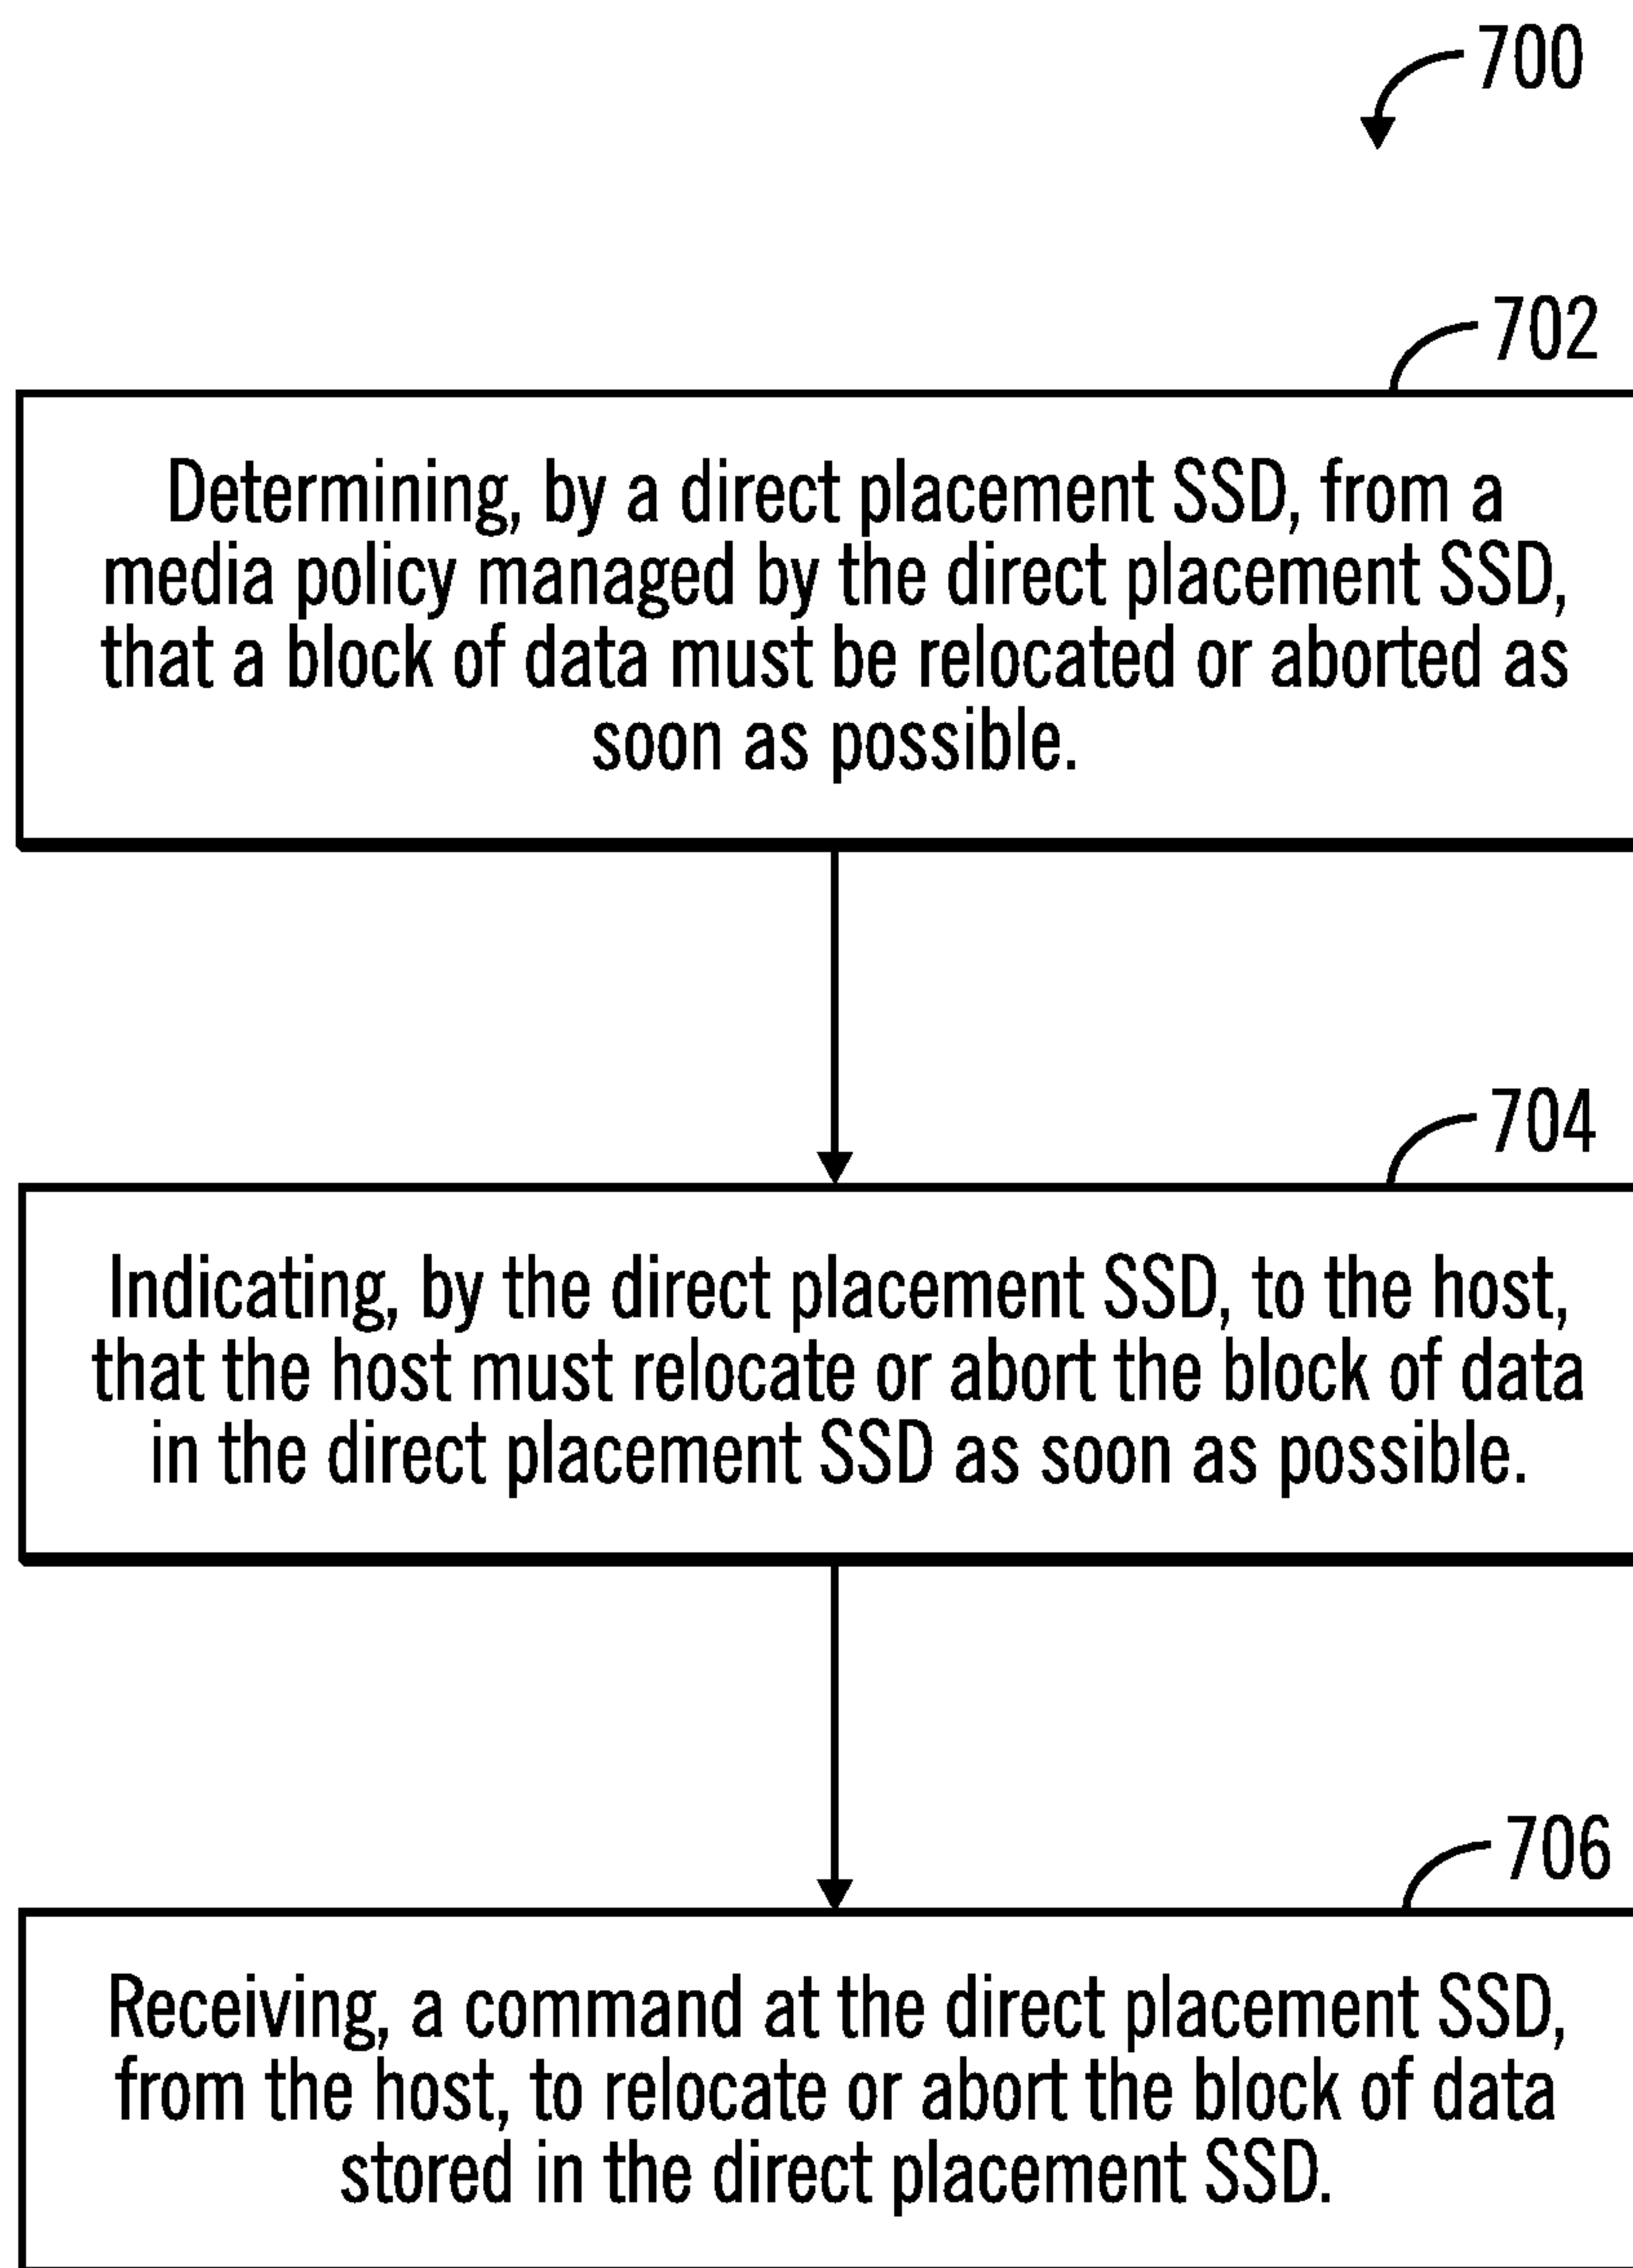 700
702
Determining, by a direct placement SSD, from a
media policy managed by the direct placement SSD,
that a block of data must be relocated or aborted as
soon as possible.
704
Indicating, by the direct placement SSD, to the host,
that the host must relocate or abort the block of data
in the direct placement SSD as soon as possible.
706
Receiving, a command at the direct placement SSD,
from the host, to relocate or abort the block of data
stored in the direct placement SSD.